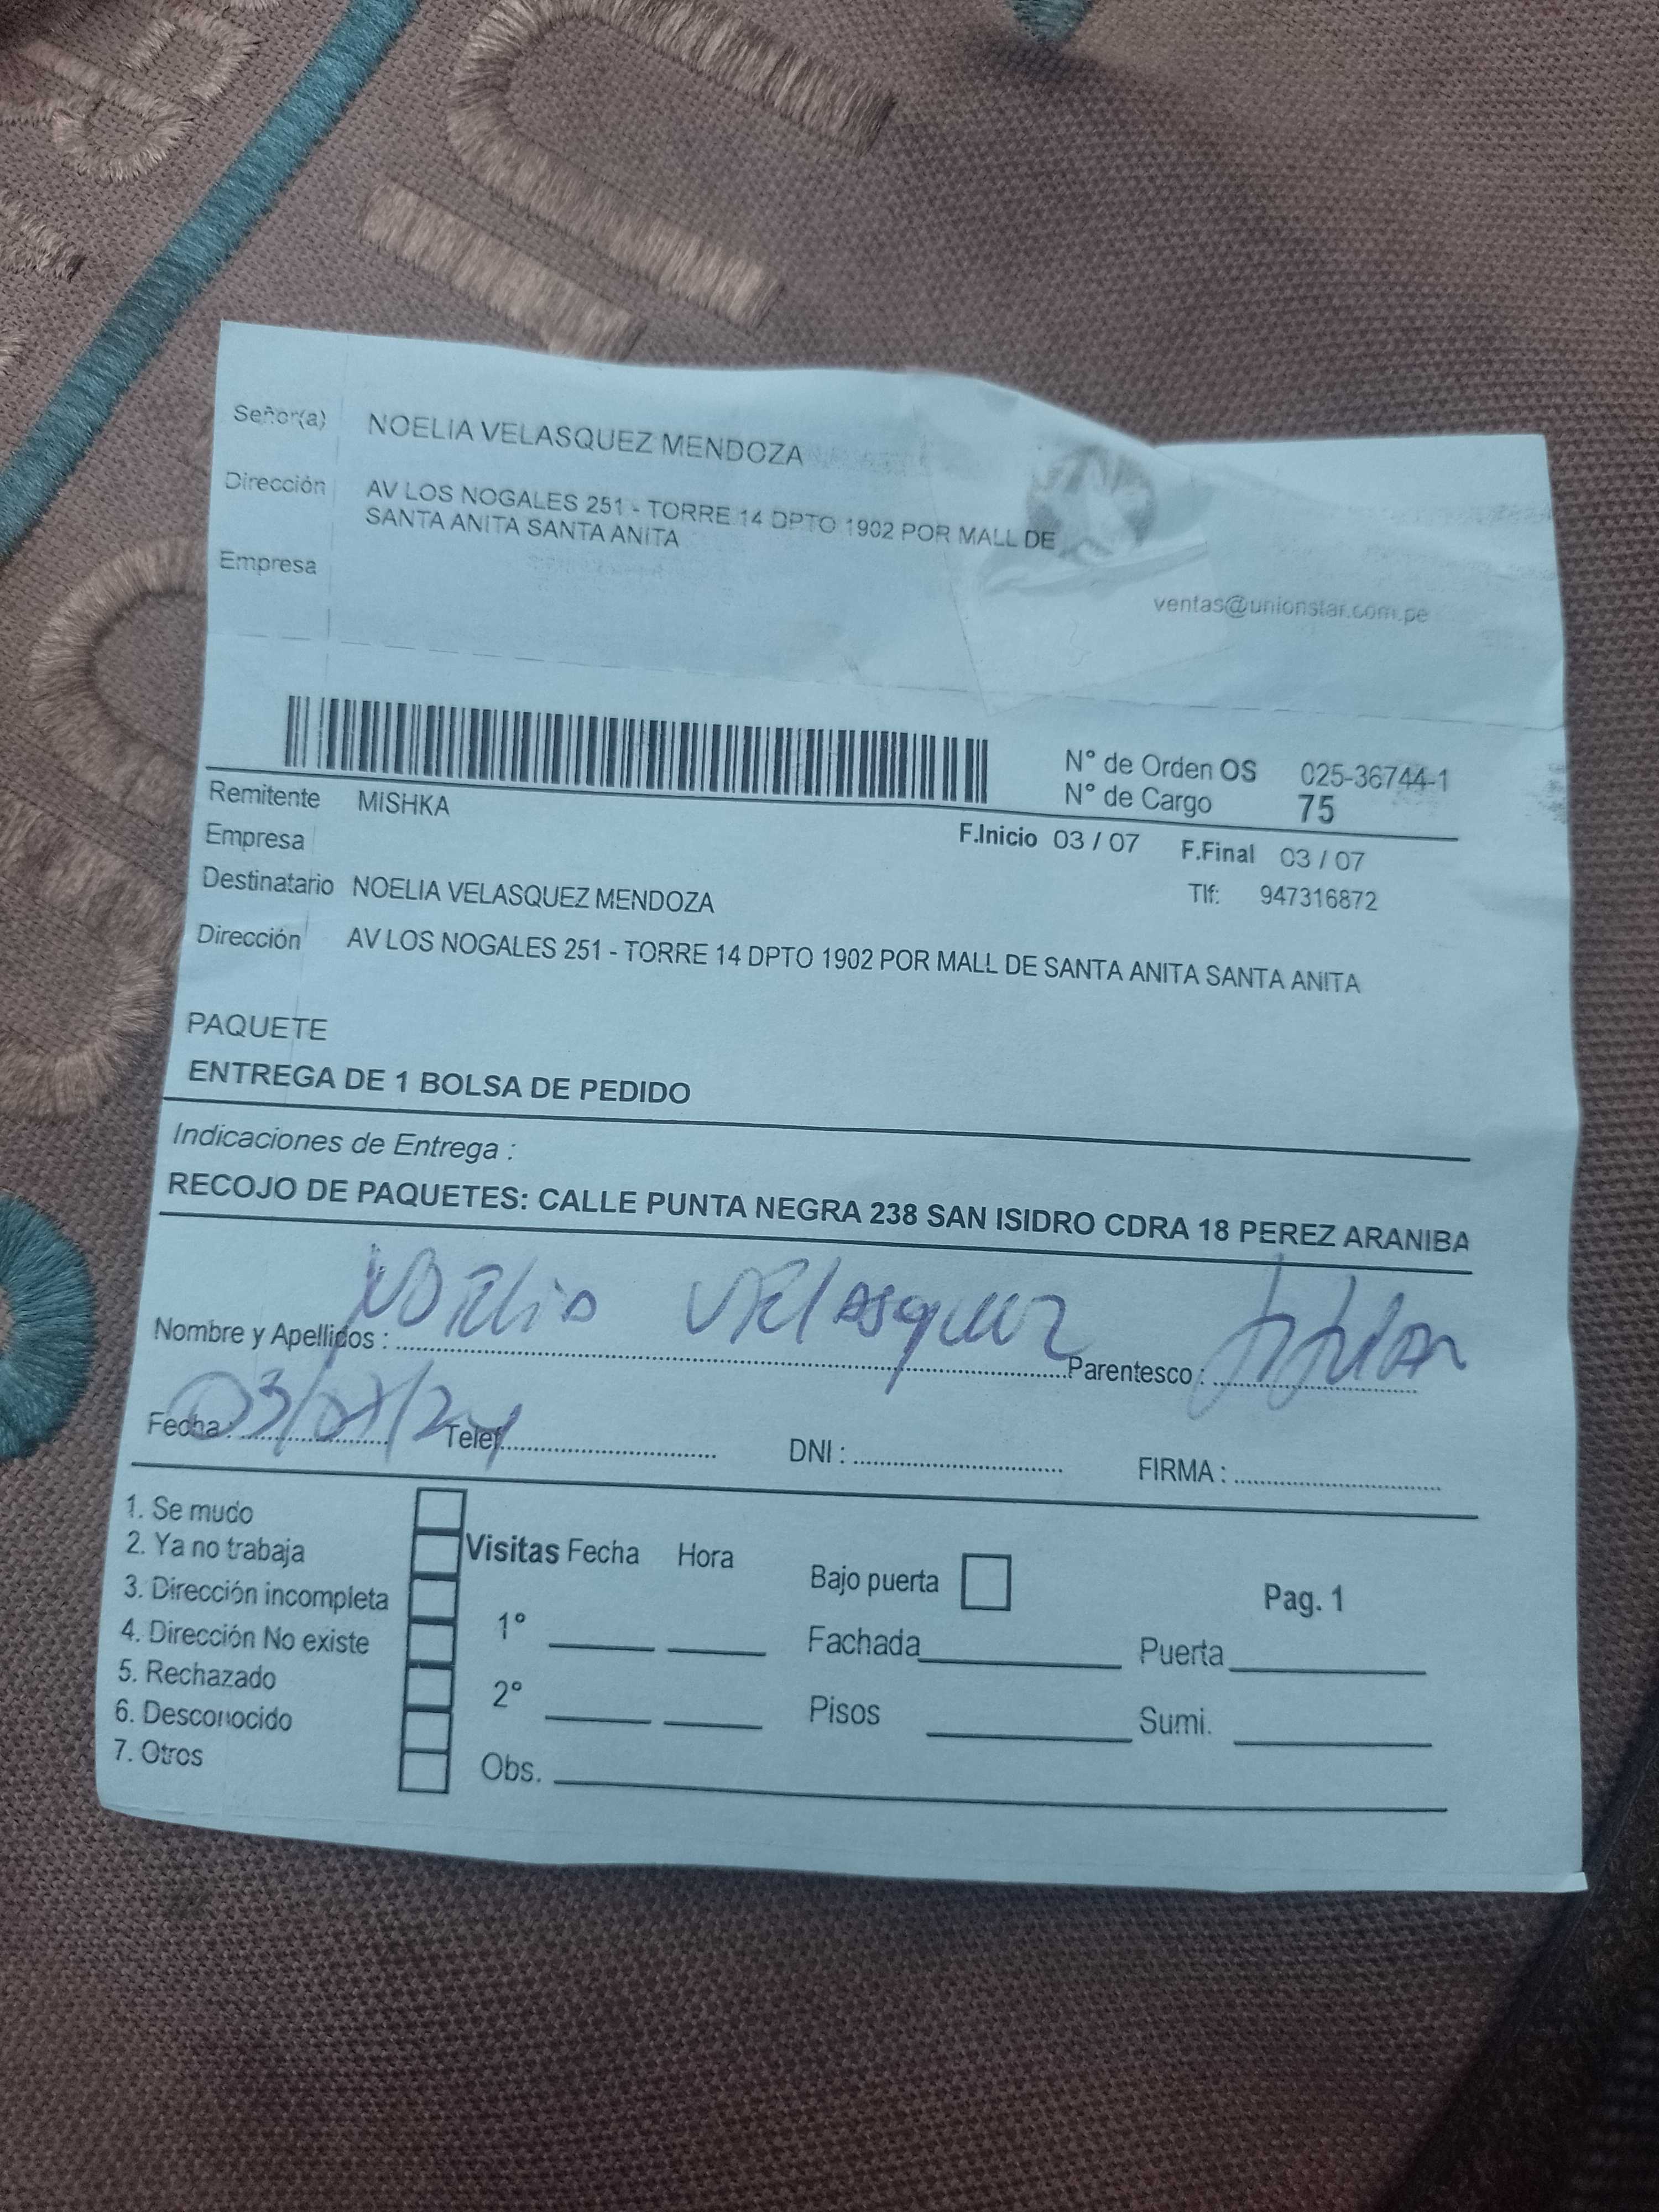 Señor(a) NOELIA VELASQUEZ MENDOZA
Dirección AV LOS NOGALES 251 - TORRE 14 DPTO 1902 POR MALL DE
SANTA ANITA SANTA ANITA
Empresa
ventas@unionstar.com.pe
N° de Orden OS 025-36744-1
N° de Cargo 75
Remitente MISHKA
Empresa F.Inicio 03 / 07 F.Final 03 / 07
Destinatario NOELIA VELASQUEZ MENDOZA Tlf: 947316872
Dirección AV LOS NOGALES 251 - TORRE 14 DPTO 1902 POR MALL DE SANTA ANITA SANTA ANITA
PAQUETE
ENTREGA DE 1 BOLSA DE PEDIDO
Indicaciones de Entrega :
RECOJO DE PAQUETES: CALLE PUNTA NEGRA 238 SAN ISIDRO CDRA 18 PEREZ ARANIBA
Nombre y Apellidos : Noelia Velasquez Parentesco : titular
Fecha : 03/07/24 Telef. DNI : FIRMA :
1. Se mudo
2. Ya no trabaja
3. Dirección incompleta
4. Dirección No existe
5. Rechazado
6. Desconocido
7. Otros
Visitas Fecha Hora
1°
2°
Obs.
Bajo puerta Pag. 1
Fachada Puerta
Pisos Sumi.